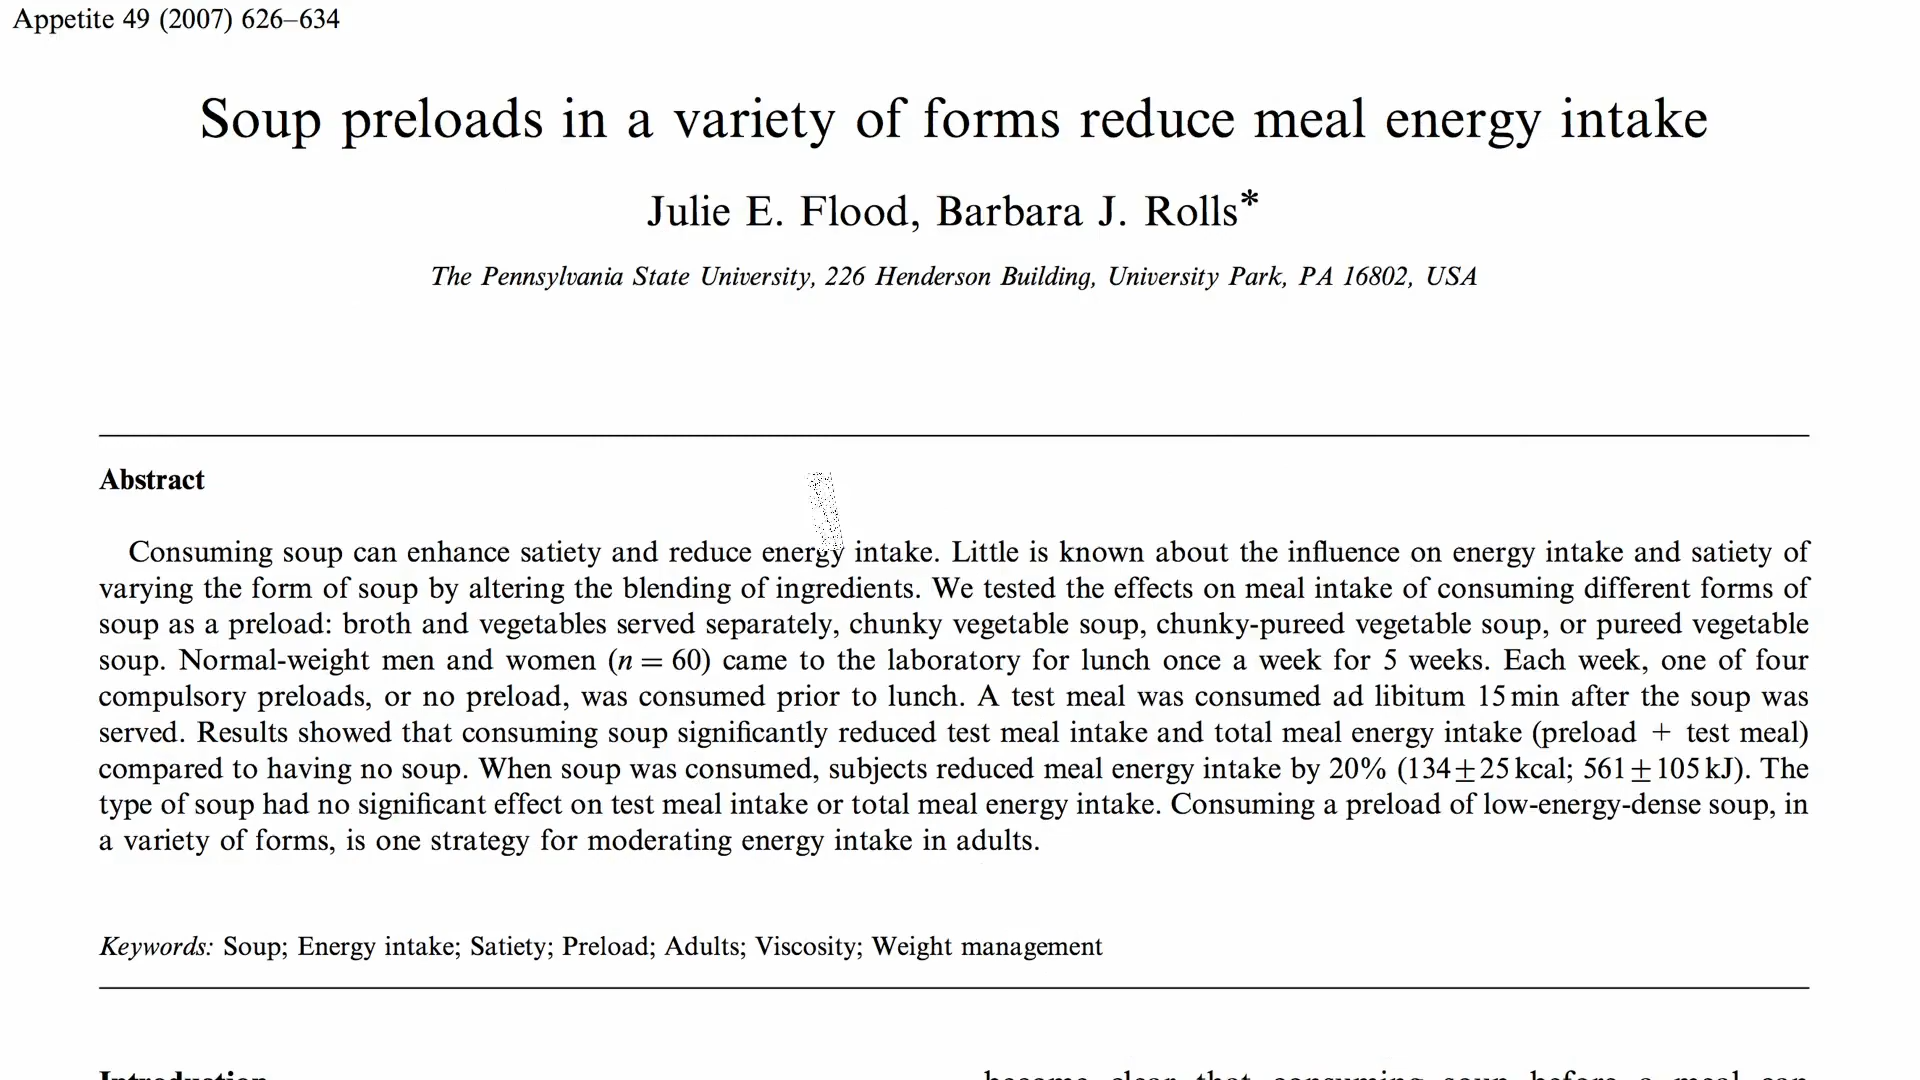 Appetite 49 (2007) 626–634
Soup preloads in a variety of forms reduce meal energy intake
Julie E. Flood, Barbara J. Rolls*
The Pennsylvania State University, 226 Henderson Building, University Park, PA 16802, USA
Abstract
Consuming soup can enhance satiety and reduce energy intake. Little is known about the influence on energy intake and satiety of
varying the form of soup by altering the blending of ingredients. We tested the effects on meal intake of consuming different forms of
soup as a preload: broth and vegetables served separately, chunky vegetable soup, chunky-pureed vegetable soup, or pureed vegetable
soup. Normal-weight men and women (n = 60) came to the laboratory for lunch once a week for 5 weeks. Each week, one of four
compulsory preloads, or no preload, was consumed prior to lunch. A test meal was consumed ad libitum 15 min after the soup was
served. Results showed that consuming soup significantly reduced test meal intake and total meal energy intake (preload + test meal)
compared to having no soup. When soup was consumed, subjects reduced meal energy intake by 20% (134±25 kcal; 561±105 kJ). The
type of soup had no significant effect on test meal intake or total meal energy intake. Consuming a preload of low-energy-dense soup, in
a variety of forms, is one strategy for moderating energy intake in adults.
Keywords: Soup; Energy intake; Satiety; Preload; Adults; Viscosity; Weight management
Introduction
become clear that consuming soup before a meal can